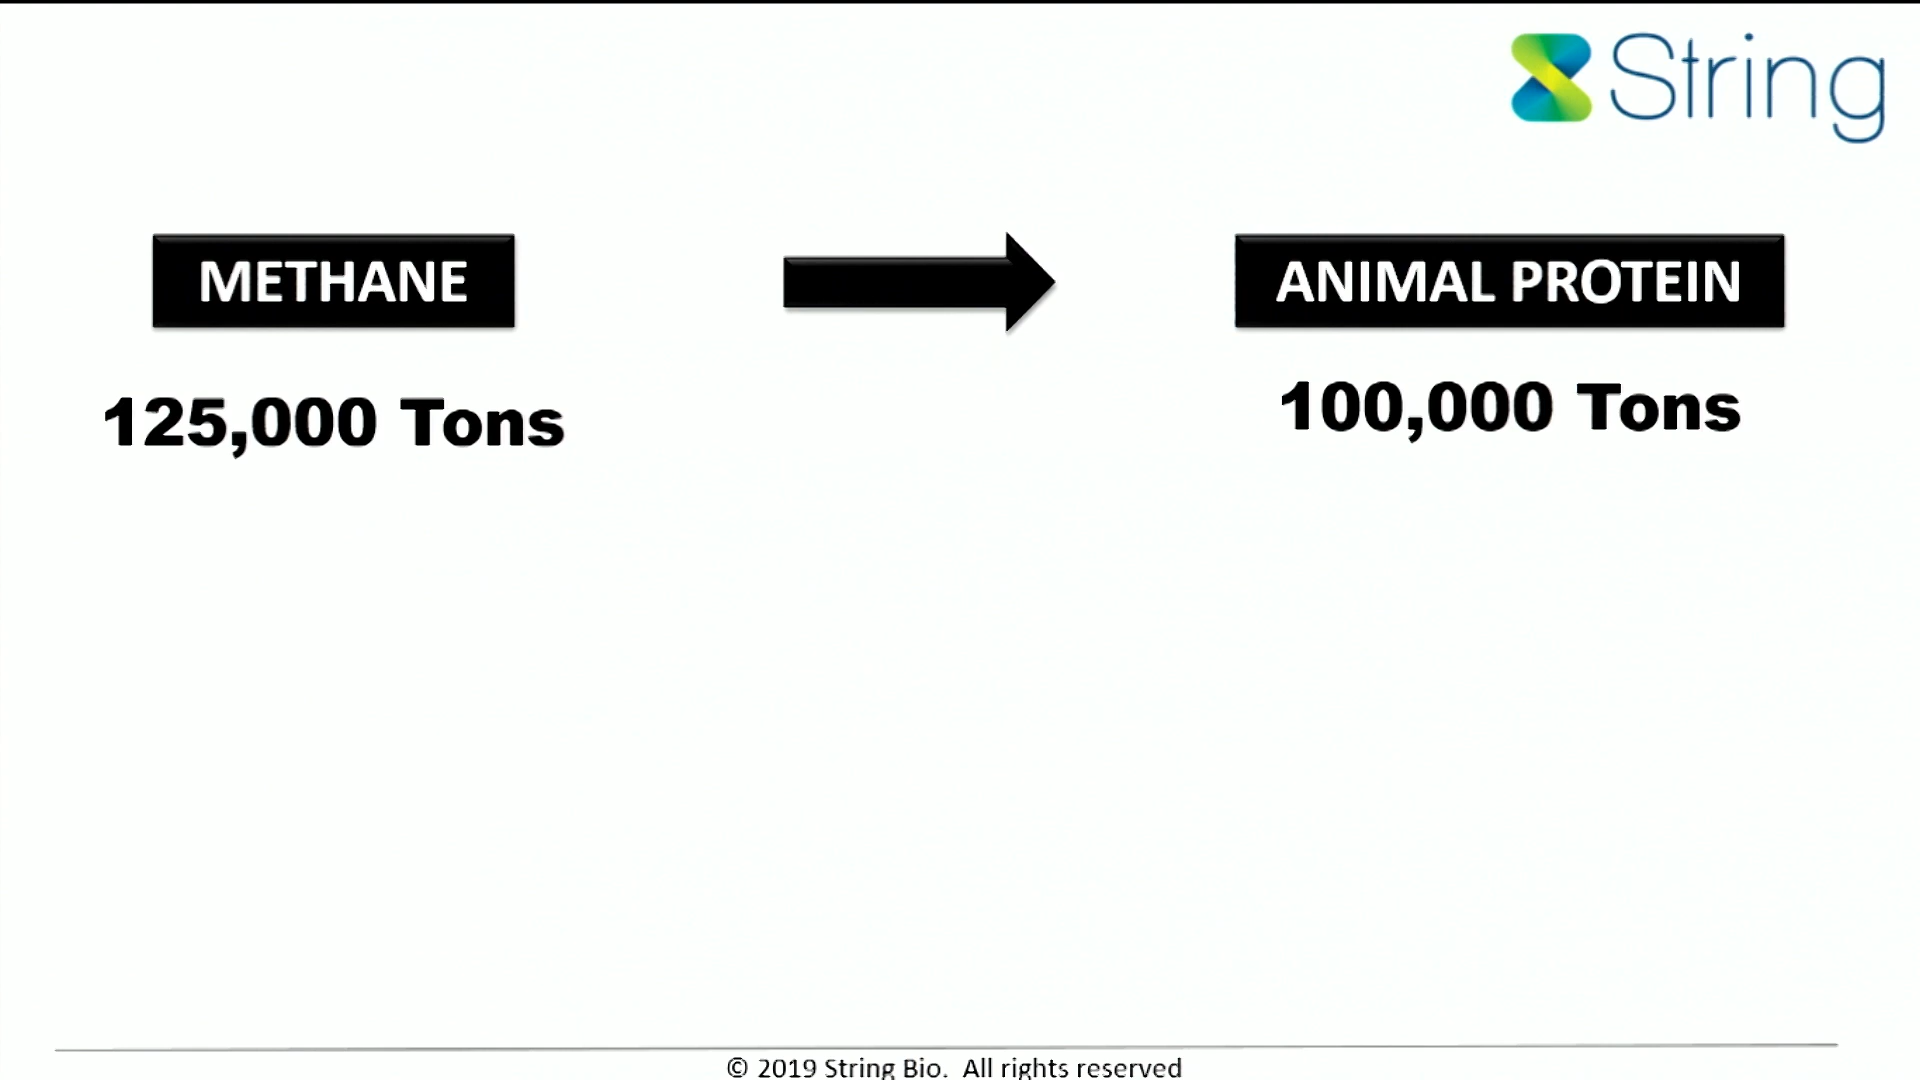 String
METHANE
ANIMAL PROTEIN
125,000 Tons
100,000 Tons
© 2019 String Bio. All rights reserved